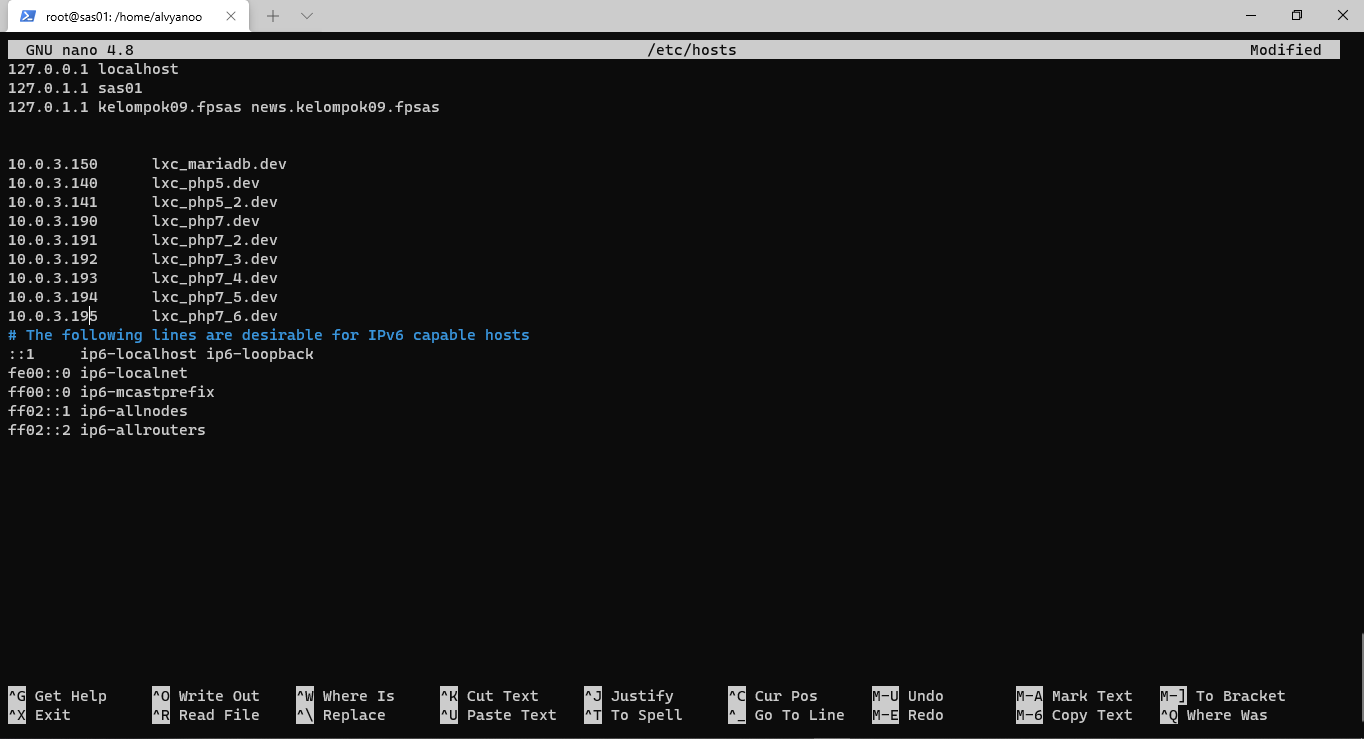 root@sas01: /home/alvyanoo
GNU nano 4.8 /etc/hosts Modified
127.0.0.1 localhost
127.0.1.1 sas01
127.0.1.1 kelompok09.fpsas news.kelompok09.fpsas
10.0.3.150 lxc_mariadb.dev
10.0.3.140 lxc_php5.dev
10.0.3.141 lxc_php5_2.dev
10.0.3.190 lxc_php7.dev
10.0.3.191 lxc_php7_2.dev
10.0.3.192 lxc_php7_3.dev
10.0.3.193 lxc_php7_4.dev
10.0.3.194 lxc_php7_5.dev
10.0.3.195 lxc_php7_6.dev
# The following lines are desirable for IPv6 capable hosts
::1 ip6-localhost ip6-loopback
fe00::0 ip6-localnet
ff00::0 ip6-mcastprefix
ff02::1 ip6-allnodes
ff02::2 ip6-allrouters
^G Get Help ^O Write Out ^W Where Is ^K Cut Text ^J Justify ^C Cur Pos M-U Undo M-A Mark Text M-] To Bracket
^X Exit ^R Read File ^\ Replace ^U Paste Text ^T To Spell ^_ Go To Line M-E Redo M-6 Copy Text ^Q Where Was